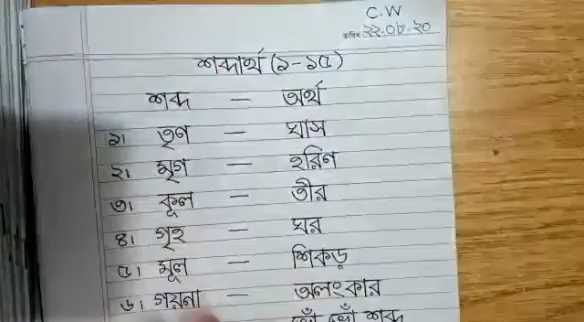 C.W
তারিখ ২২.০৮.২০
শব্দার্থ (১-১৫)
শব্দ — অর্থ
১। তৃণ — ঘাস
২। মৃগ — হরিণ
৩। কূল — তীর
৪। গৃহ — ঘর
৫। মূল — শিকড়
৬। গয়না — অলংকার
ভোঁ ভোঁ শব্দ